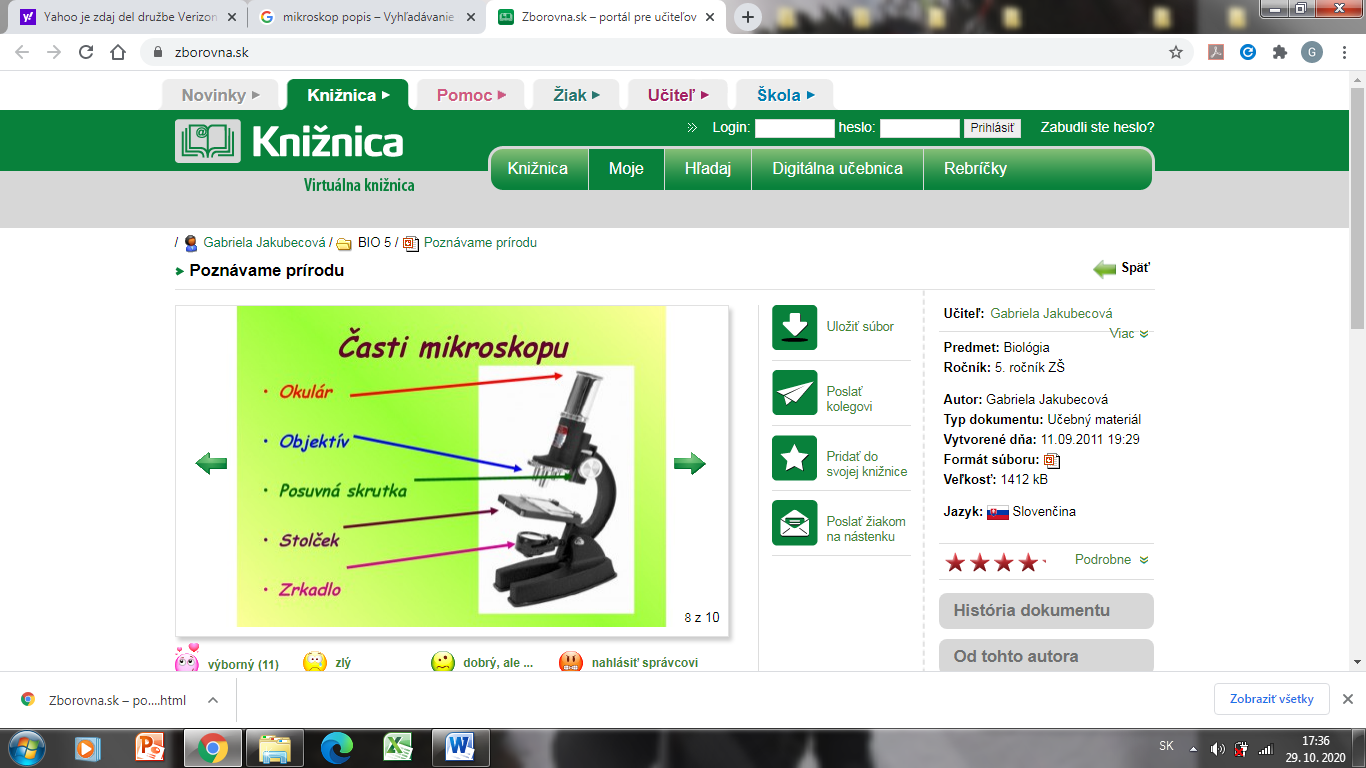 Yahoo je zdaj del družbe Verizon
mikroskop popis – Vyhľadávanie
Zborovna.sk – portál pre učiteľov
zborovna.sk
G
Novinky
Knižnica
Pomoc
Žiak
Učiteľ
Škola
Knižnica
Login:
heslo:
Prihlásiť
Zabudli ste heslo?
Virtuálna knižnica
Knižnica
Moje
Hľadaj
Digitálna učebnica
Rebríčky
/ Gabriela Jakubecová / BIO 5 / Poznávame prírodu
Poznávame prírodu
Späť
Časti mikroskopu
• Okulár
• Objektív
• Posuvná skrutka
• Stolček
• Zrkadlo
8 z 10
Uložiť súbor
Poslať
kolegovi
Pridať do
svojej knižnice
Poslať žiakom
na nástenku
Učiteľ: Gabriela Jakubecová
Viac
Predmet: Biológia
Ročník: 5. ročník ZŠ
Autor: Gabriela Jakubecová
Typ dokumentu: Učebný materiál
Vytvorené dňa: 11.09.2011 19:29
Formát súboru:
Veľkosť: 1412 kB
Jazyk: Slovenčina
Podrobne
História dokumentu
Od tohto autora
výborný (11)
zlý
dobrý, ale ...
nahlásiť správcovi
Zborovna.sk – po....html
Zobraziť všetky
SK
17:36
29. 10. 2020